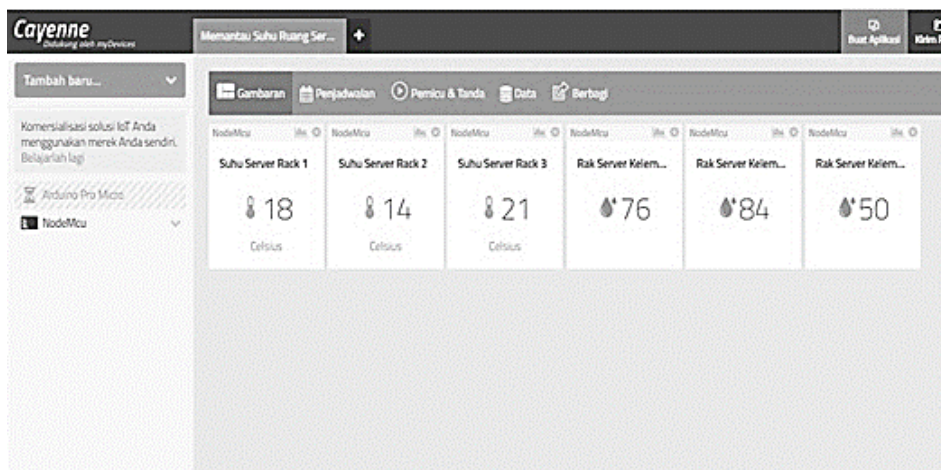 Cayenne
Didukung oleh myDevices
Memantau Suhu Ruang Ser...
Buat Aplikasi
Kirim
Tambah baru...
Gambaran
Penjadwalan
Pemicu & Tanda
Data
Berbagi
Komersialisasi solusi IoT Anda
menggunakan merek Anda sendiri.
Belajarlah lagi
Arduino Pro Micro
NodeMcu
NodeMcu
Suhu Server Rack 1
18
Celsius
NodeMcu
Suhu Server Rack 2
14
Celsius
NodeMcu
Suhu Server Rack 3
21
Celsius
NodeMcu
Rak Server Kelem...
76
NodeMcu
Rak Server Kelem...
84
NodeMcu
Rak Server Kelem...
50